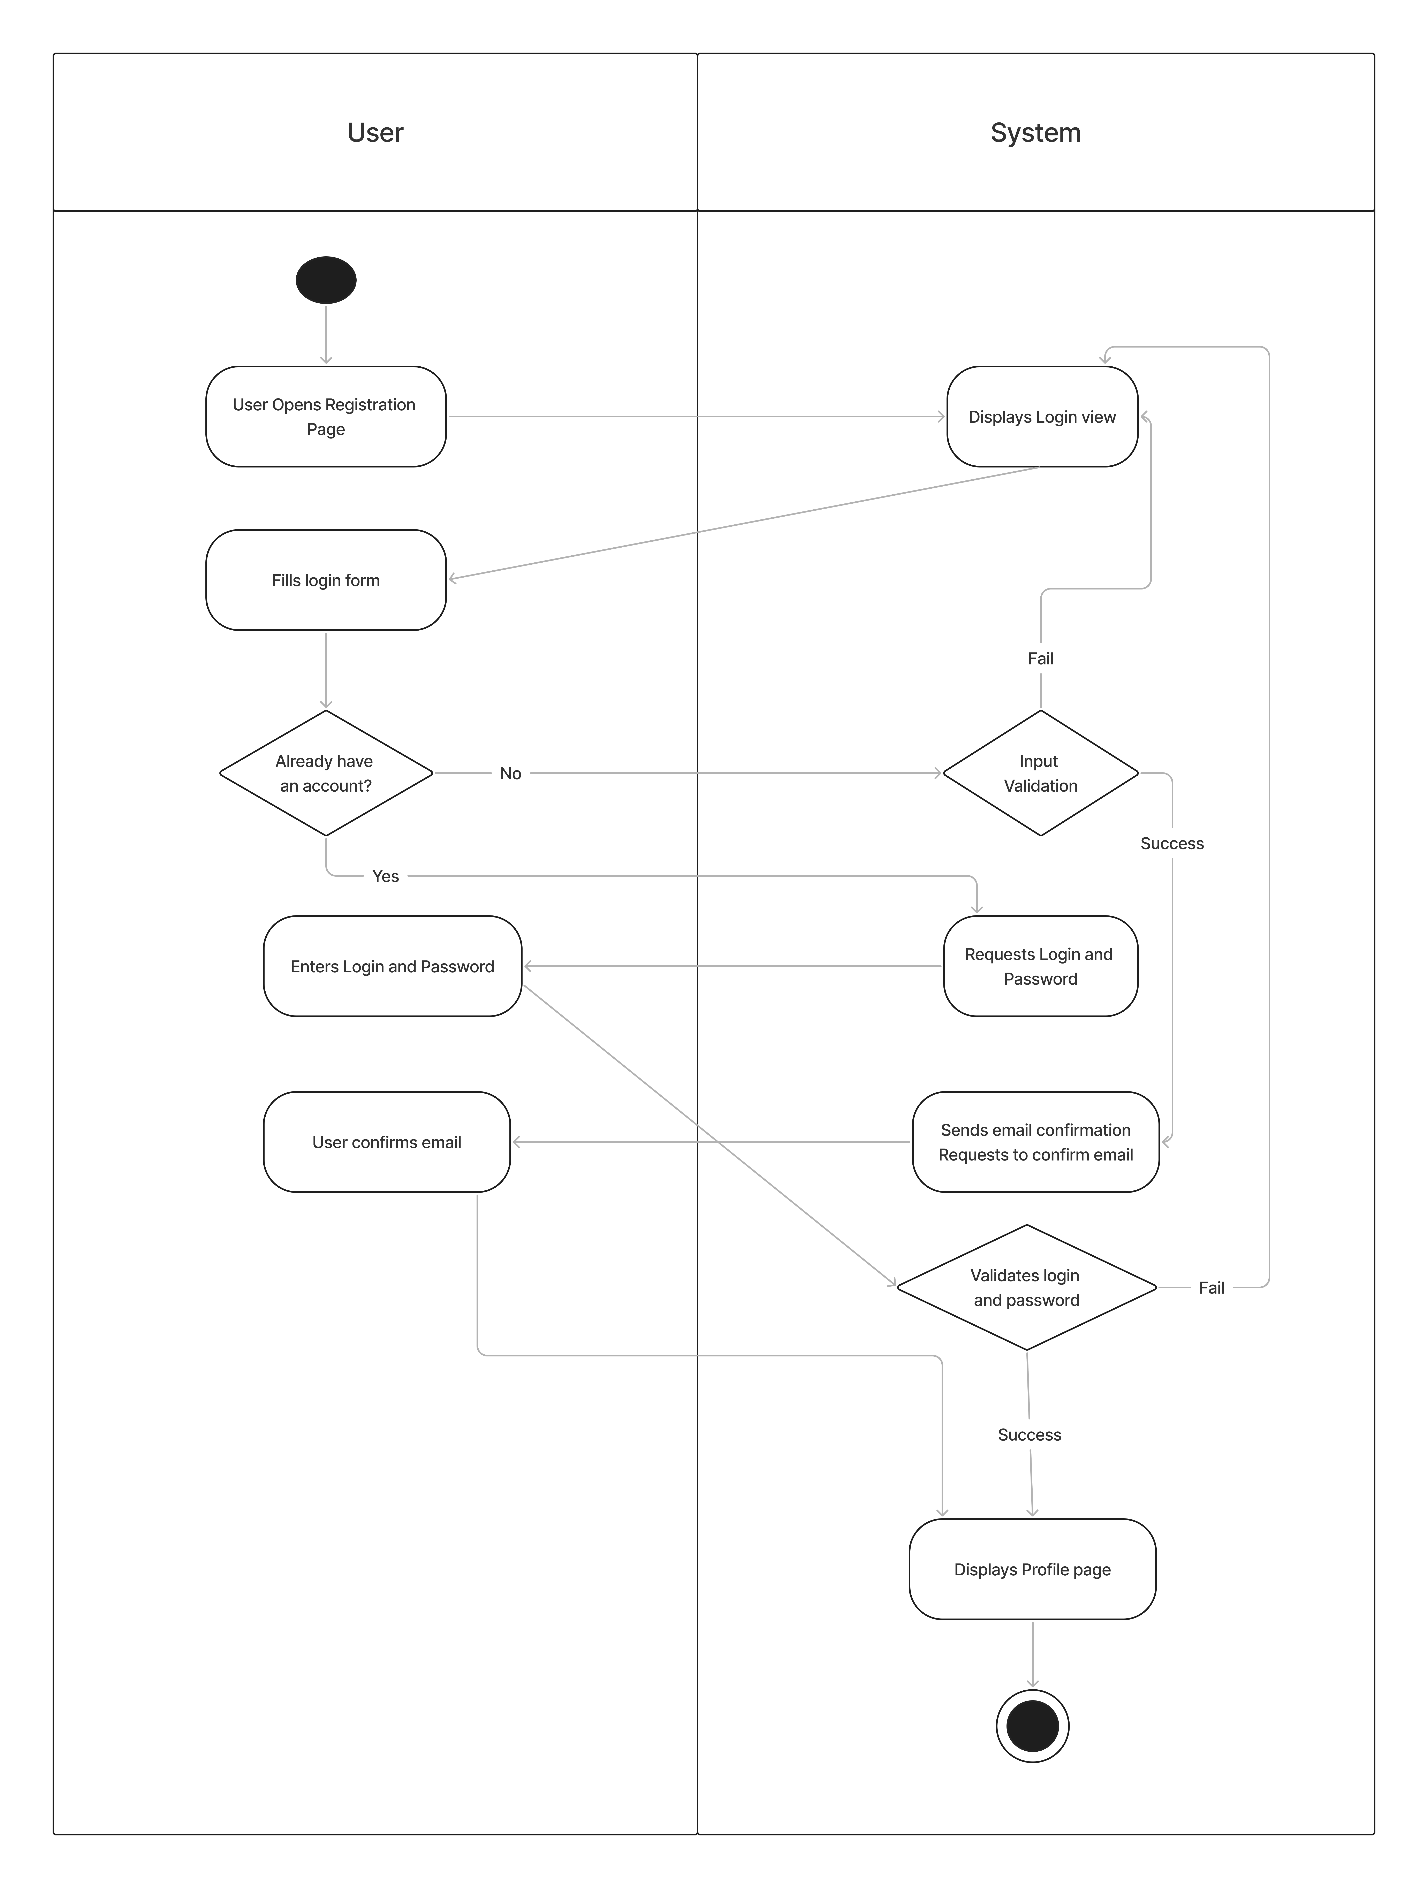 User
System
User Opens Registration
Page
Displays Login view
Fills login form
Fail
Already have
an account?
No
Input
Validation
Success
Yes
Enters Login and Password
Requests Login and
Password
User confirms email
Sends email confirmation
Requests to confirm email
Validates login
and password
Fail
Success
Displays Profile page